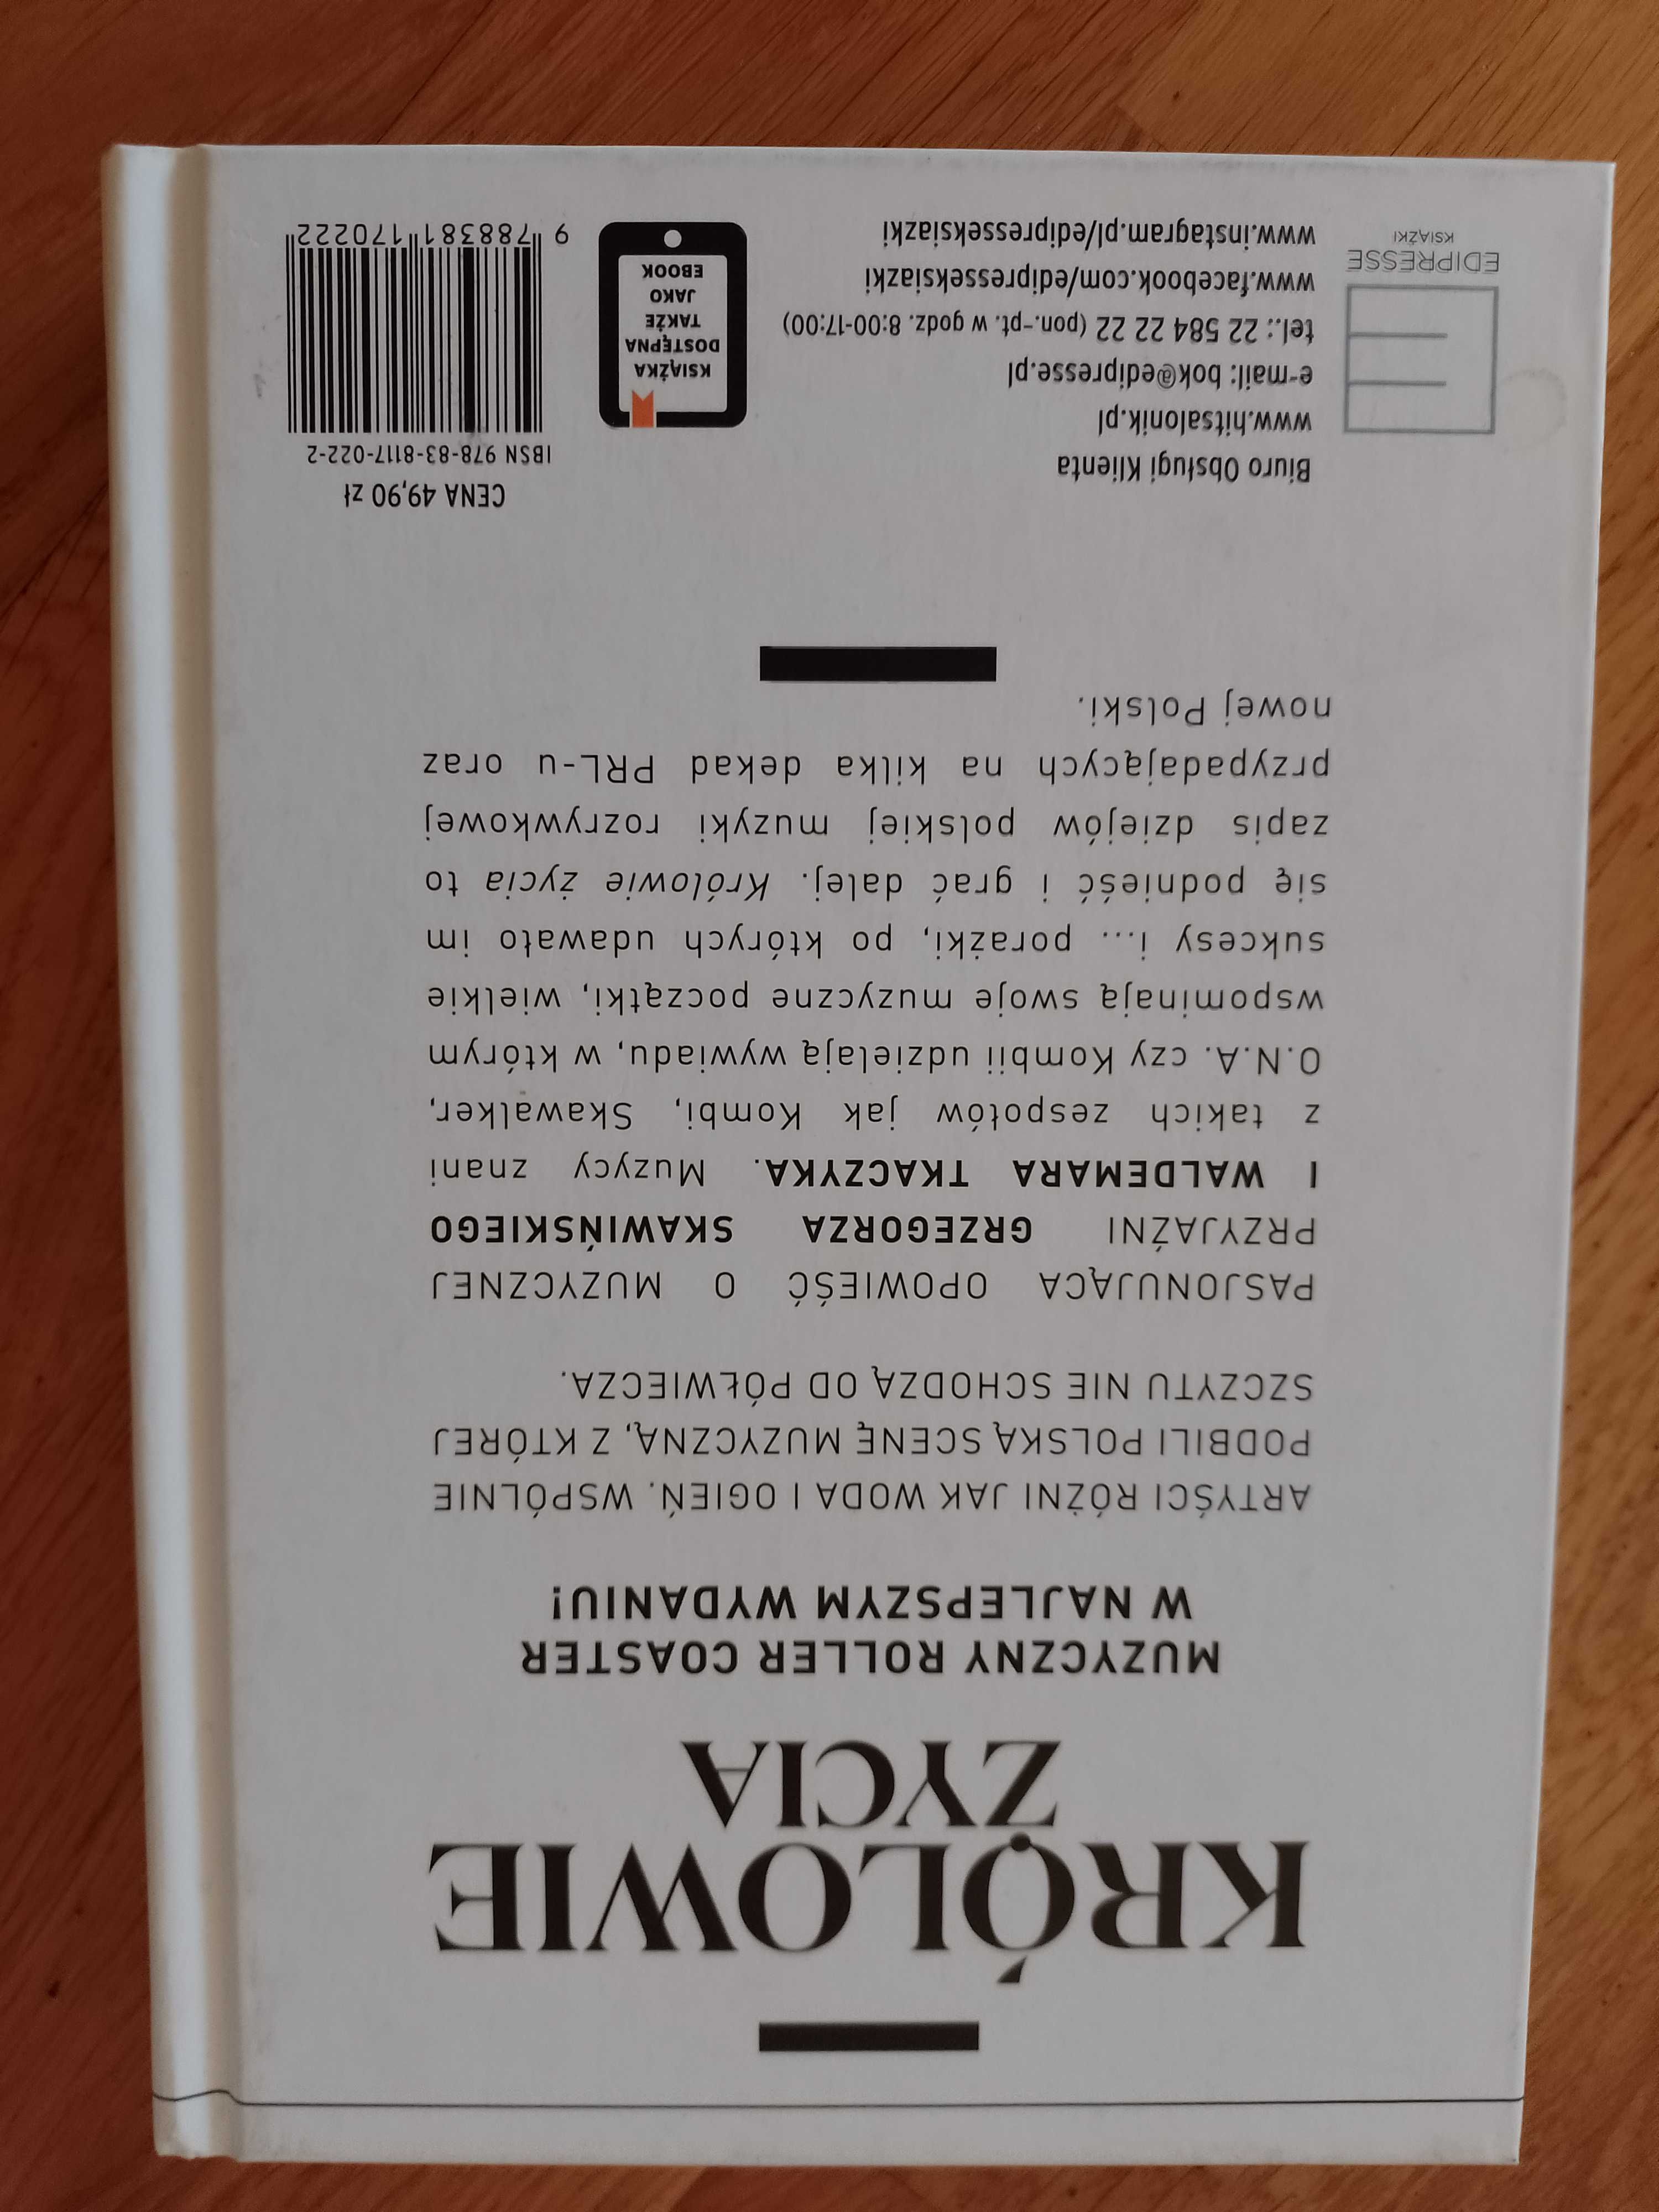 KRÓLOWIE
ŻYCIA
MUZYCZNY ROLLER COASTER
W NAJLEPSZYM WYDANIU!
ARTYŚCI RÓŻNI JAK WODA I OGIEŃ. WSPÓLNIE
PODBILI POLSKĄ SCENĘ MUZYCZNĄ, Z KTÓREJ
SZCZYTU NIE SCHODZĄ OD PÓŁWIECZA.
PASJONUJĄCA OPOWIEŚĆ O MUZYCZNEJ
PRZYJAŹNI GRZEGORZA SKAWIŃSKIEGO
I WALDEMARA TKACZYKA. Muzycy znani
z takich zespołów jak Kombi, Skawalker,
O.N.A. czy Kombii udzielają wywiadu, w którym
wspominają swoje muzyczne początki, wielkie
sukcesy i... porażki, po których udawało im
się podnieść i grać dalej. Królowie życia to
zapis dziejów polskiej muzyki rozrywkowej
przypadających na kilka dekad PRL-u oraz
nowej Polski.
Biuro Obsługi Klienta
www.hitsalonik.pl
e-mail: bok@edipresse.pl
tel.: 22 584 22 22 (pon.-pt. w godz. 8:00-17:00)
www.facebook.com/edipresseksiazki
www.instagram.pl/edipresseksiazki
EDIPRESSE
KSIĄŻKI
KSIĄŻKA
DOSTĘPNA
TAKŻE
JAKO
EBOOK
CENA 49,90 zł
IBSN 978-83-8117-022-2
9 788381 170222